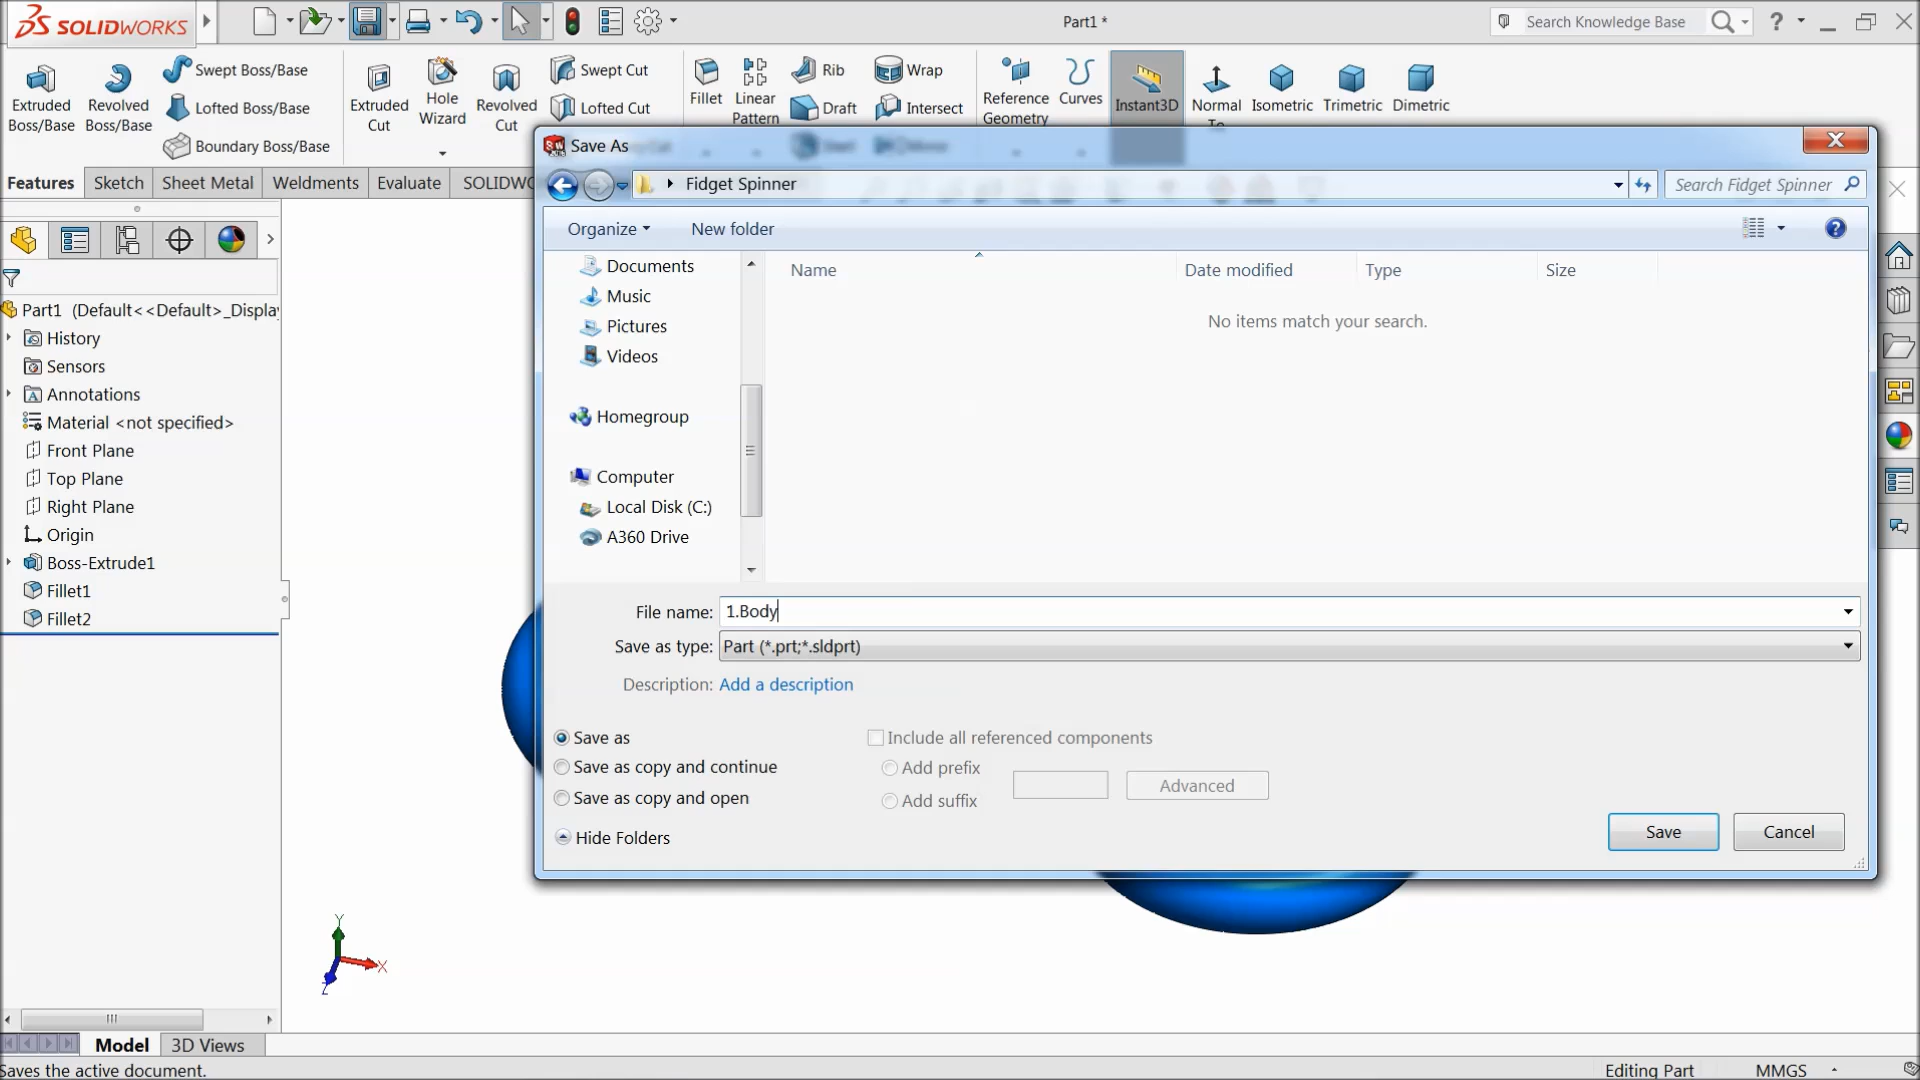 SOLIDWORKS
Part1 *
Search Knowledge Base
?
Extruded Boss/Base
Revolved Boss/Base
Swept Boss/Base
Lofted Boss/Base
Boundary Boss/Base
Extruded Cut
Hole Wizard
Revolved Cut
Swept Cut
Lofted Cut
Fillet
Linear Pattern
Rib
Draft
Wrap
Intersect
Mirror
Reference Geometry
Curves
Instant3D
Normal To
Isometric
Trimetric
Dimetric
Features
Sketch
Sheet Metal
Weldments
Evaluate
SOLIDWO
Save As
Fidget Spinner
Search Fidget Spinner
Organize
New folder
?
Documents
Music
Pictures
Videos
Homegroup
Computer
Local Disk (C:)
A360 Drive
Name
Date modified
Type
Size
No items match your search.
File name:
1.Body
Save as type:
Part (*.prt;*.sldprt)
Description:
Add a description
Save as
Save as copy and continue
Save as copy and open
Include all referenced components
Add prefix
Add suffix
Advanced
Hide Folders
Save
Cancel
Part1 (Default<<Default>_Displa
History
Sensors
Annotations
Material <not specified>
Front Plane
Top Plane
Right Plane
Origin
Boss-Extrude1
Fillet1
Fillet2
Y
X
Z
Model
3D Views
Saves the active document.
Editing Part
MMGS